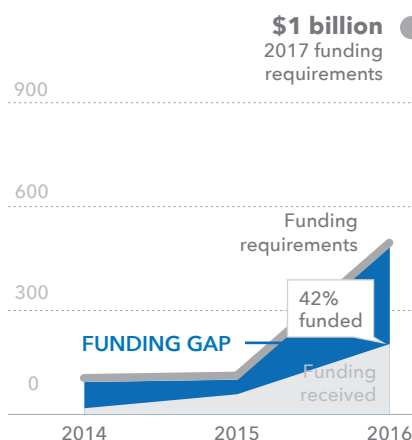 $1 billion
2017 funding
requirements
900
600
Funding
requirements
300
42%
funded
FUNDING GAP
0
Funding
received
2014 2015 2016